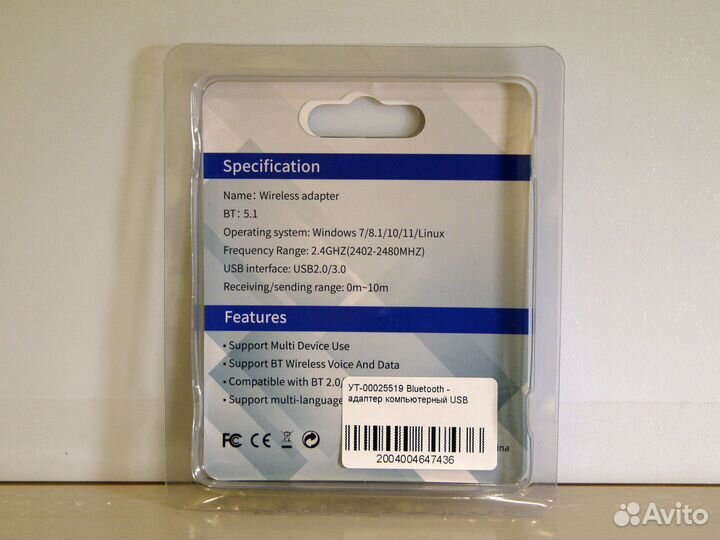 Specification
Name: Wireless adapter
BT: 5.1
Operating system: Windows 7/8.1/10/11/Linux
Frequency Range: 2.4GHZ(2402-2480MHZ)
USB interface: USB2.0/3.0
Receiving/sending range: 0m~10m
Features
• Support Multi Device Use
• Support BT Wireless Voice And Data
• Compatible with BT 2.0/
• Support multi-language
УТ-00025519 Bluetooth -
адаптер компьютерный USB
2004004647436
FC CE
Avito